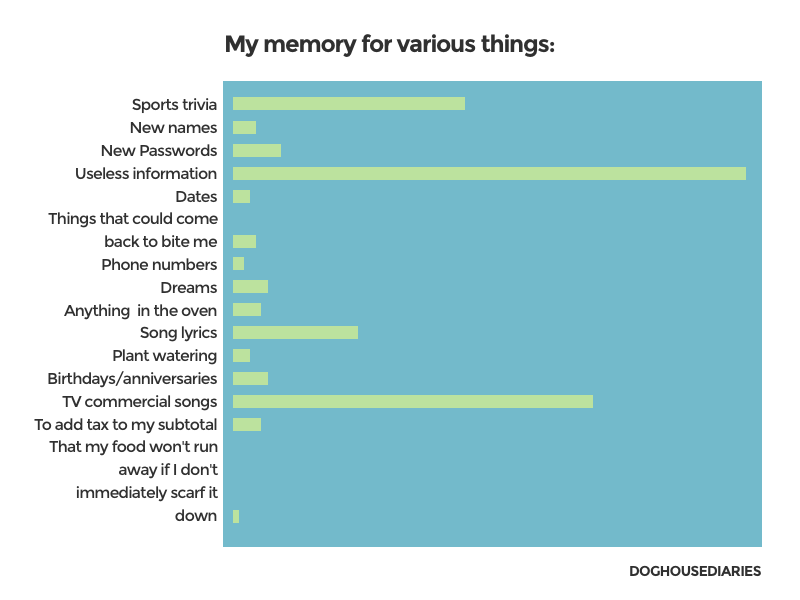 My memory for various things:
Sports trivia
New names
New Passwords
Useless information
Dates
Things that could come
back to bite me
Phone numbers
Dreams
Anything  in the oven
Song lyrics
Plant watering
Birthdays/anniversaries
TV commercial songs
To add tax to my subtotal
That my food won't run
away if I don't
immediately scarf it
down
DOGHOUSEDIARIES